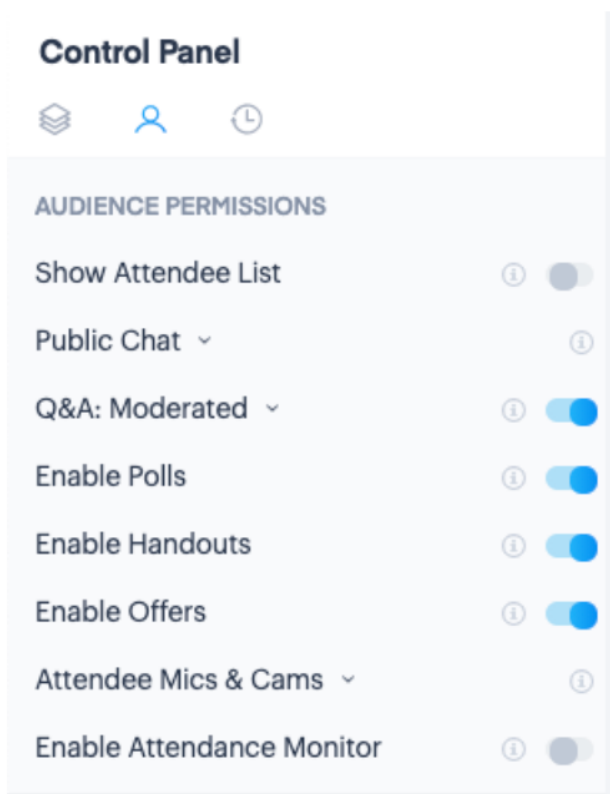 Control Panel
AUDIENCE PERMISSIONS
Show Attendee List
Public Chat
Q&A: Moderated
Enable Polls
Enable Handouts
Enable Offers
Attendee Mics & Cams
Enable Attendance Monitor